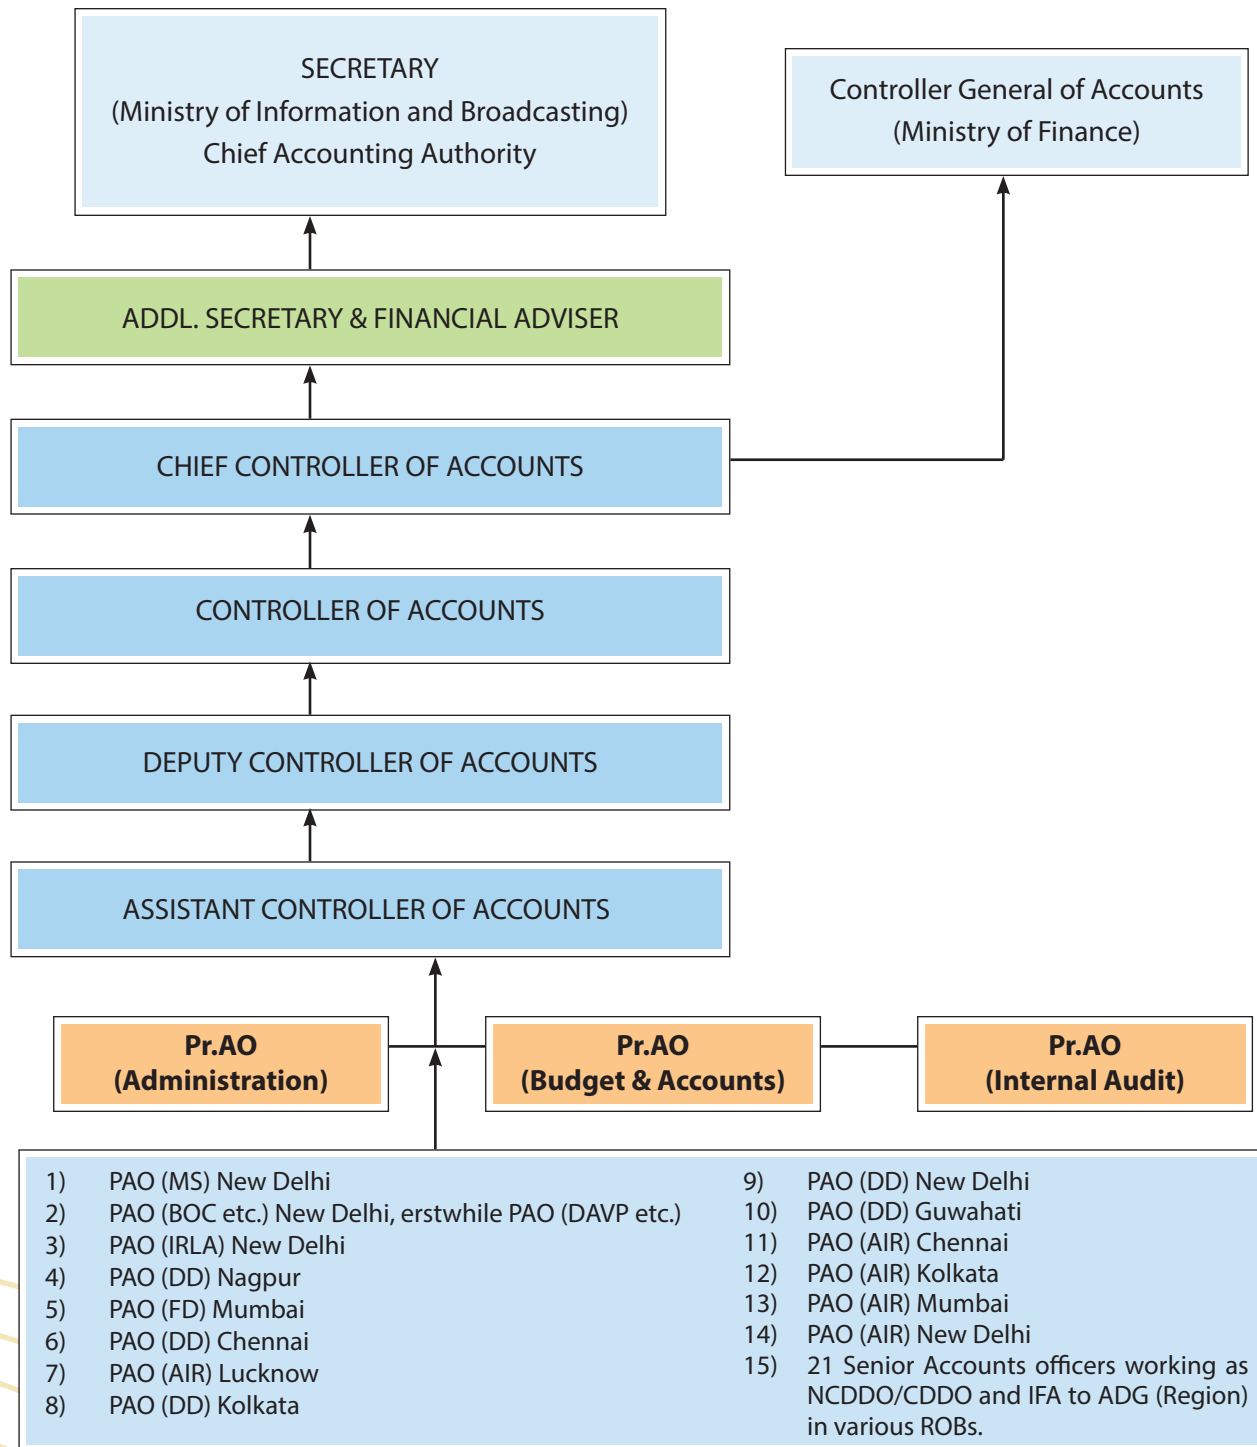 SECRETARY
(Ministry of Information and Broadcasting)
Chief Accounting Authority
Controller General of Accounts
(Ministry of Finance)
ADDL. SECRETARY & FINANCIAL ADVISER
CHIEF CONTROLLER OF ACCOUNTS
CONTROLLER OF ACCOUNTS
DEPUTY CONTROLLER OF ACCOUNTS
ASSISTANT CONTROLLER OF ACCOUNTS
Pr.AO
(Administration)
Pr.AO
(Budget & Accounts)
Pr.AO
(Internal Audit)
1) PAO (MS) New Delhi
2) PAO (BOC etc.) New Delhi, erstwhile PAO (DAVP etc.)
3) PAO (IRLA) New Delhi
4) PAO (DD) Nagpur
5) PAO (FD) Mumbai
6) PAO (DD) Chennai
7) PAO (AIR) Lucknow
8) PAO (DD) Kolkata
9) PAO (DD) New Delhi
10) PAO (DD) Guwahati
11) PAO (AIR) Chennai
12) PAO (AIR) Kolkata
13) PAO (AIR) Mumbai
14) PAO (AIR) New Delhi
15) 21 Senior Accounts officers working as
NCDDO/CDDO and IFA to ADG (Region)
in various ROBs.